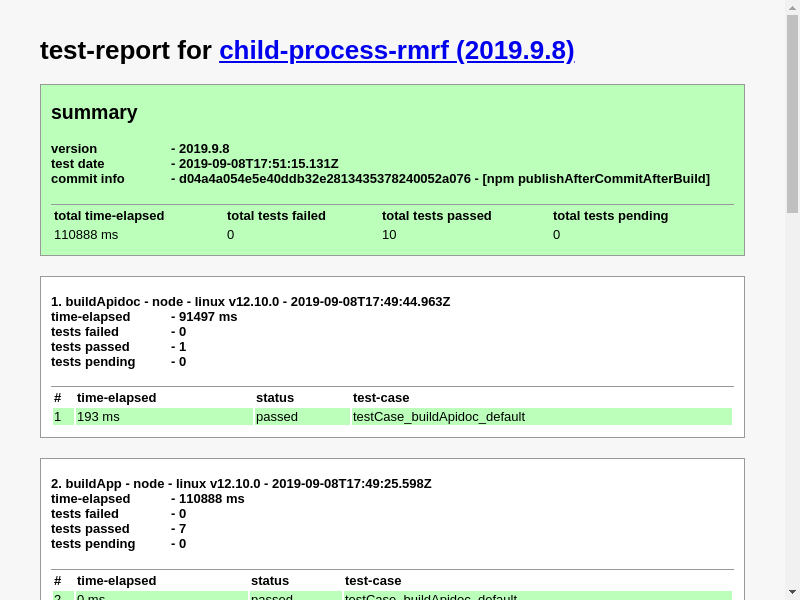 test-report for child-process-rmrf (2019.9.8)
summary
version - 2019.9.8
test date - 2019-09-08T17:51:15.131Z
commit info - d04a4a054e5e40ddb32e2813435378240052a076 - [npm publishAfterCommitAfterBuild]
total time-elapsed total tests failed total tests passed total tests pending
110888 ms 0 10 0
1. buildApidoc - node - linux v12.10.0 - 2019-09-08T17:49:44.963Z
time-elapsed - 91497 ms
tests failed - 0
tests passed - 1
tests pending - 0
# time-elapsed status test-case
1 193 ms passed testCase_buildApidoc_default
2. buildApp - node - linux v12.10.0 - 2019-09-08T17:49:25.598Z
time-elapsed - 110888 ms
tests failed - 0
tests passed - 7
tests pending - 0
# time-elapsed status test-case
2 0 ms passed testCase_buildApidoc_default